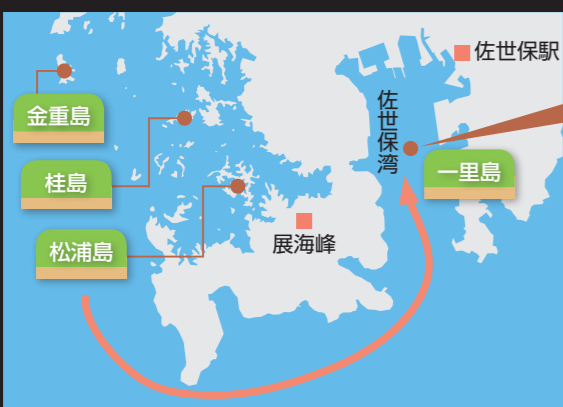 佐世保駅
佐世保湾
金重島
一里島
桂島
展海峰
松浦島